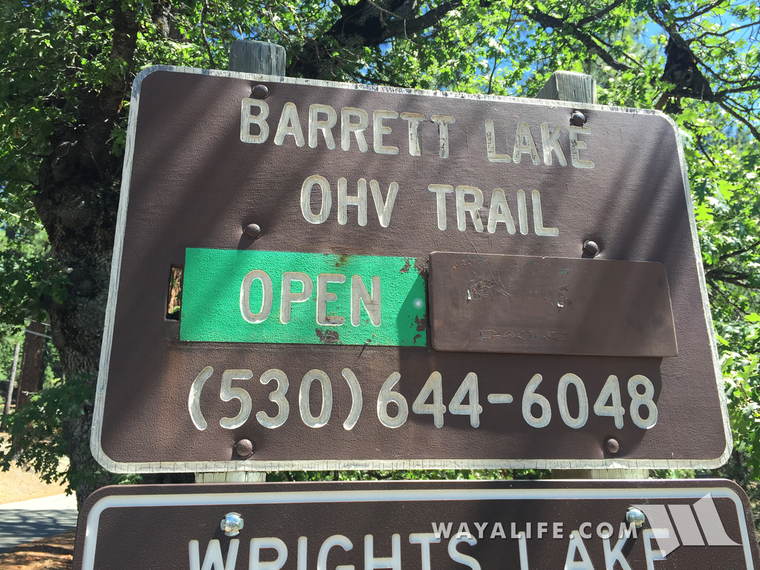 BARRETT LAKE
OHV TRAIL
OPEN
(530) 644-6048
WAYALIFE.COM
WRIGHTS LAKE